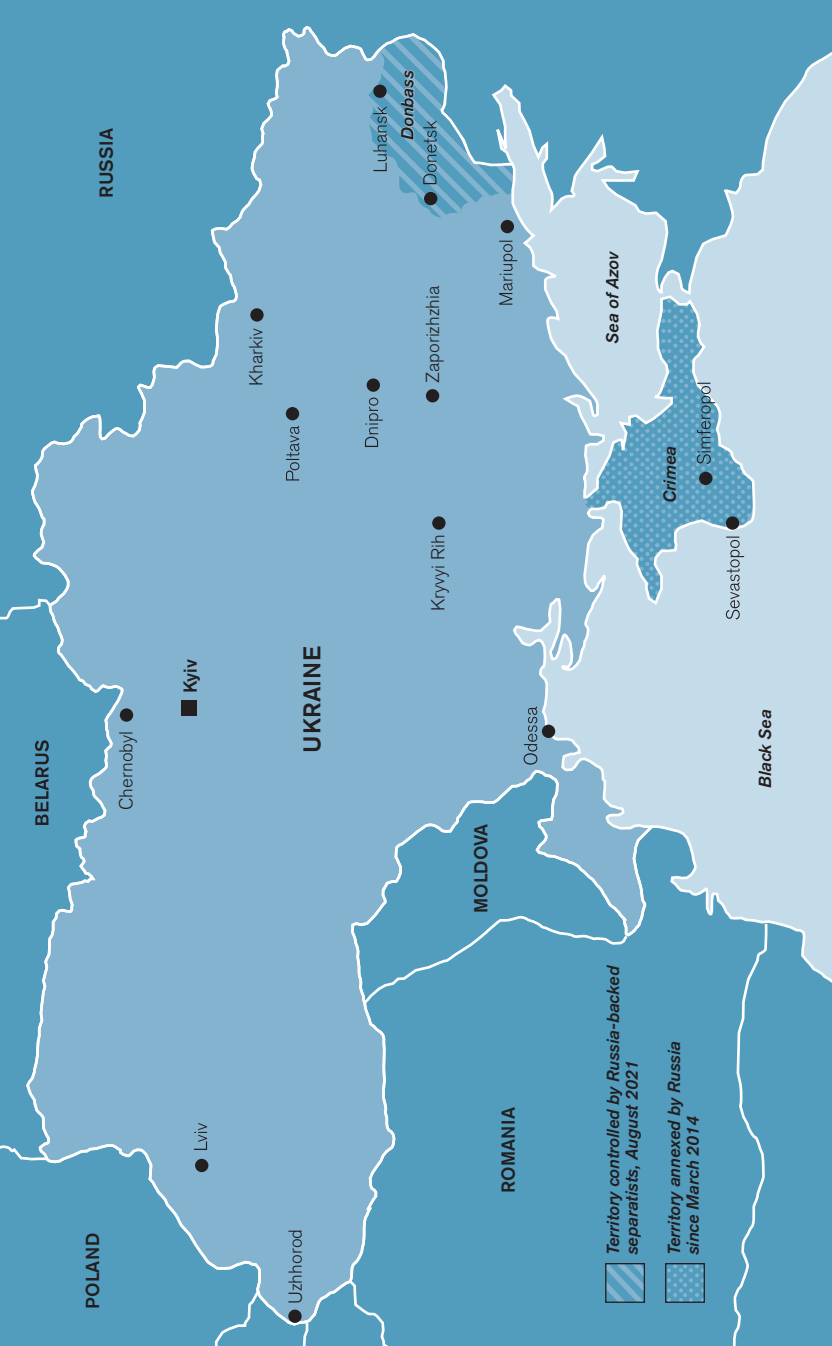 POLAND
BELARUS
RUSSIA
Chernobyl
Kyiv
Lviv
Uzhhorod
Kharkiv
Poltava
UKRAINE
Dnipro
Luhansk
Donbass
Donetsk
Zaporizhzhia
Kryvyi Rih
Mariupol
MOLDOVA
ROMANIA
Odessa
Sea of Azov
Crimea
Simferopol
Sevastopol
Black Sea
Territory controlled by Russia-backed
separatists, August 2021
Territory annexed by Russia
since March 2014